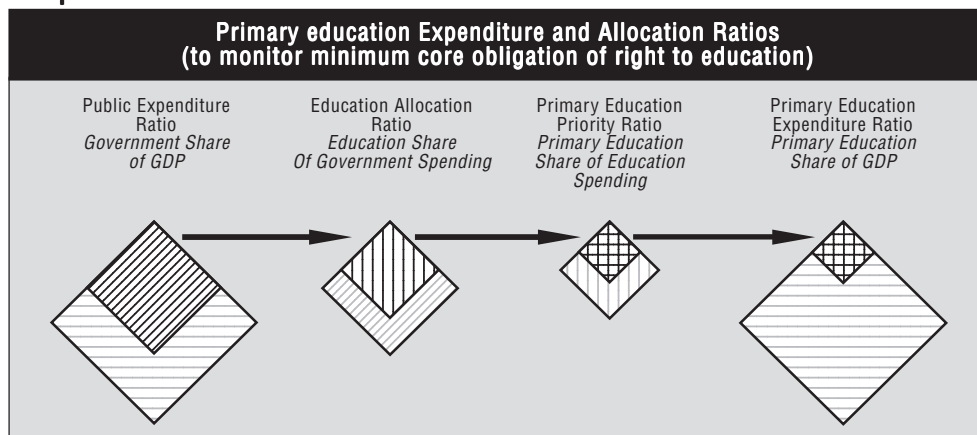 Primary education Expenditure and Allocation Ratios
(to monitor minimum core obligation of right to education)
Public Expenditure
Ratio
Government Share
of GDP
Education Allocation
Ratio
Education Share
Of Government Spending
Primary Education
Priority Ratio
Primary Education
Share of Education
Spending
Primary Education
Expenditure Ratio
Primary Education
Share of GDP